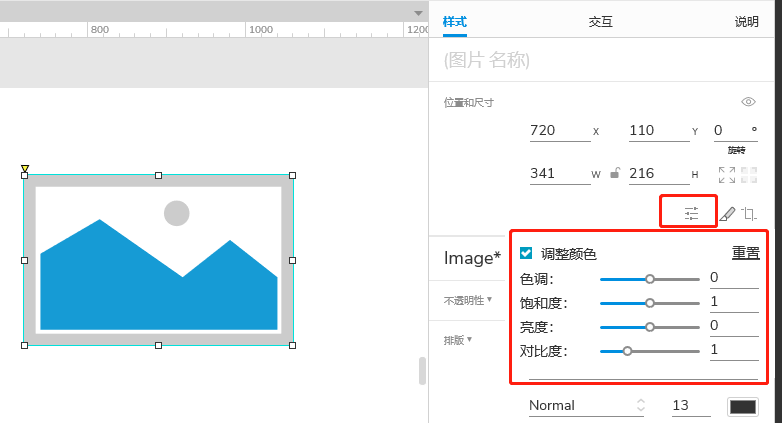 800 1000 1200
样式 交互 说明
(图片 名称)
位置和尺寸
720 X 110 Y 0 °
旋转
341 W 216 H
Image*
调整颜色 重置
色调: 0
不透明性
饱和度: 1
亮度: 0
排版
对比度: 1
Normal 13